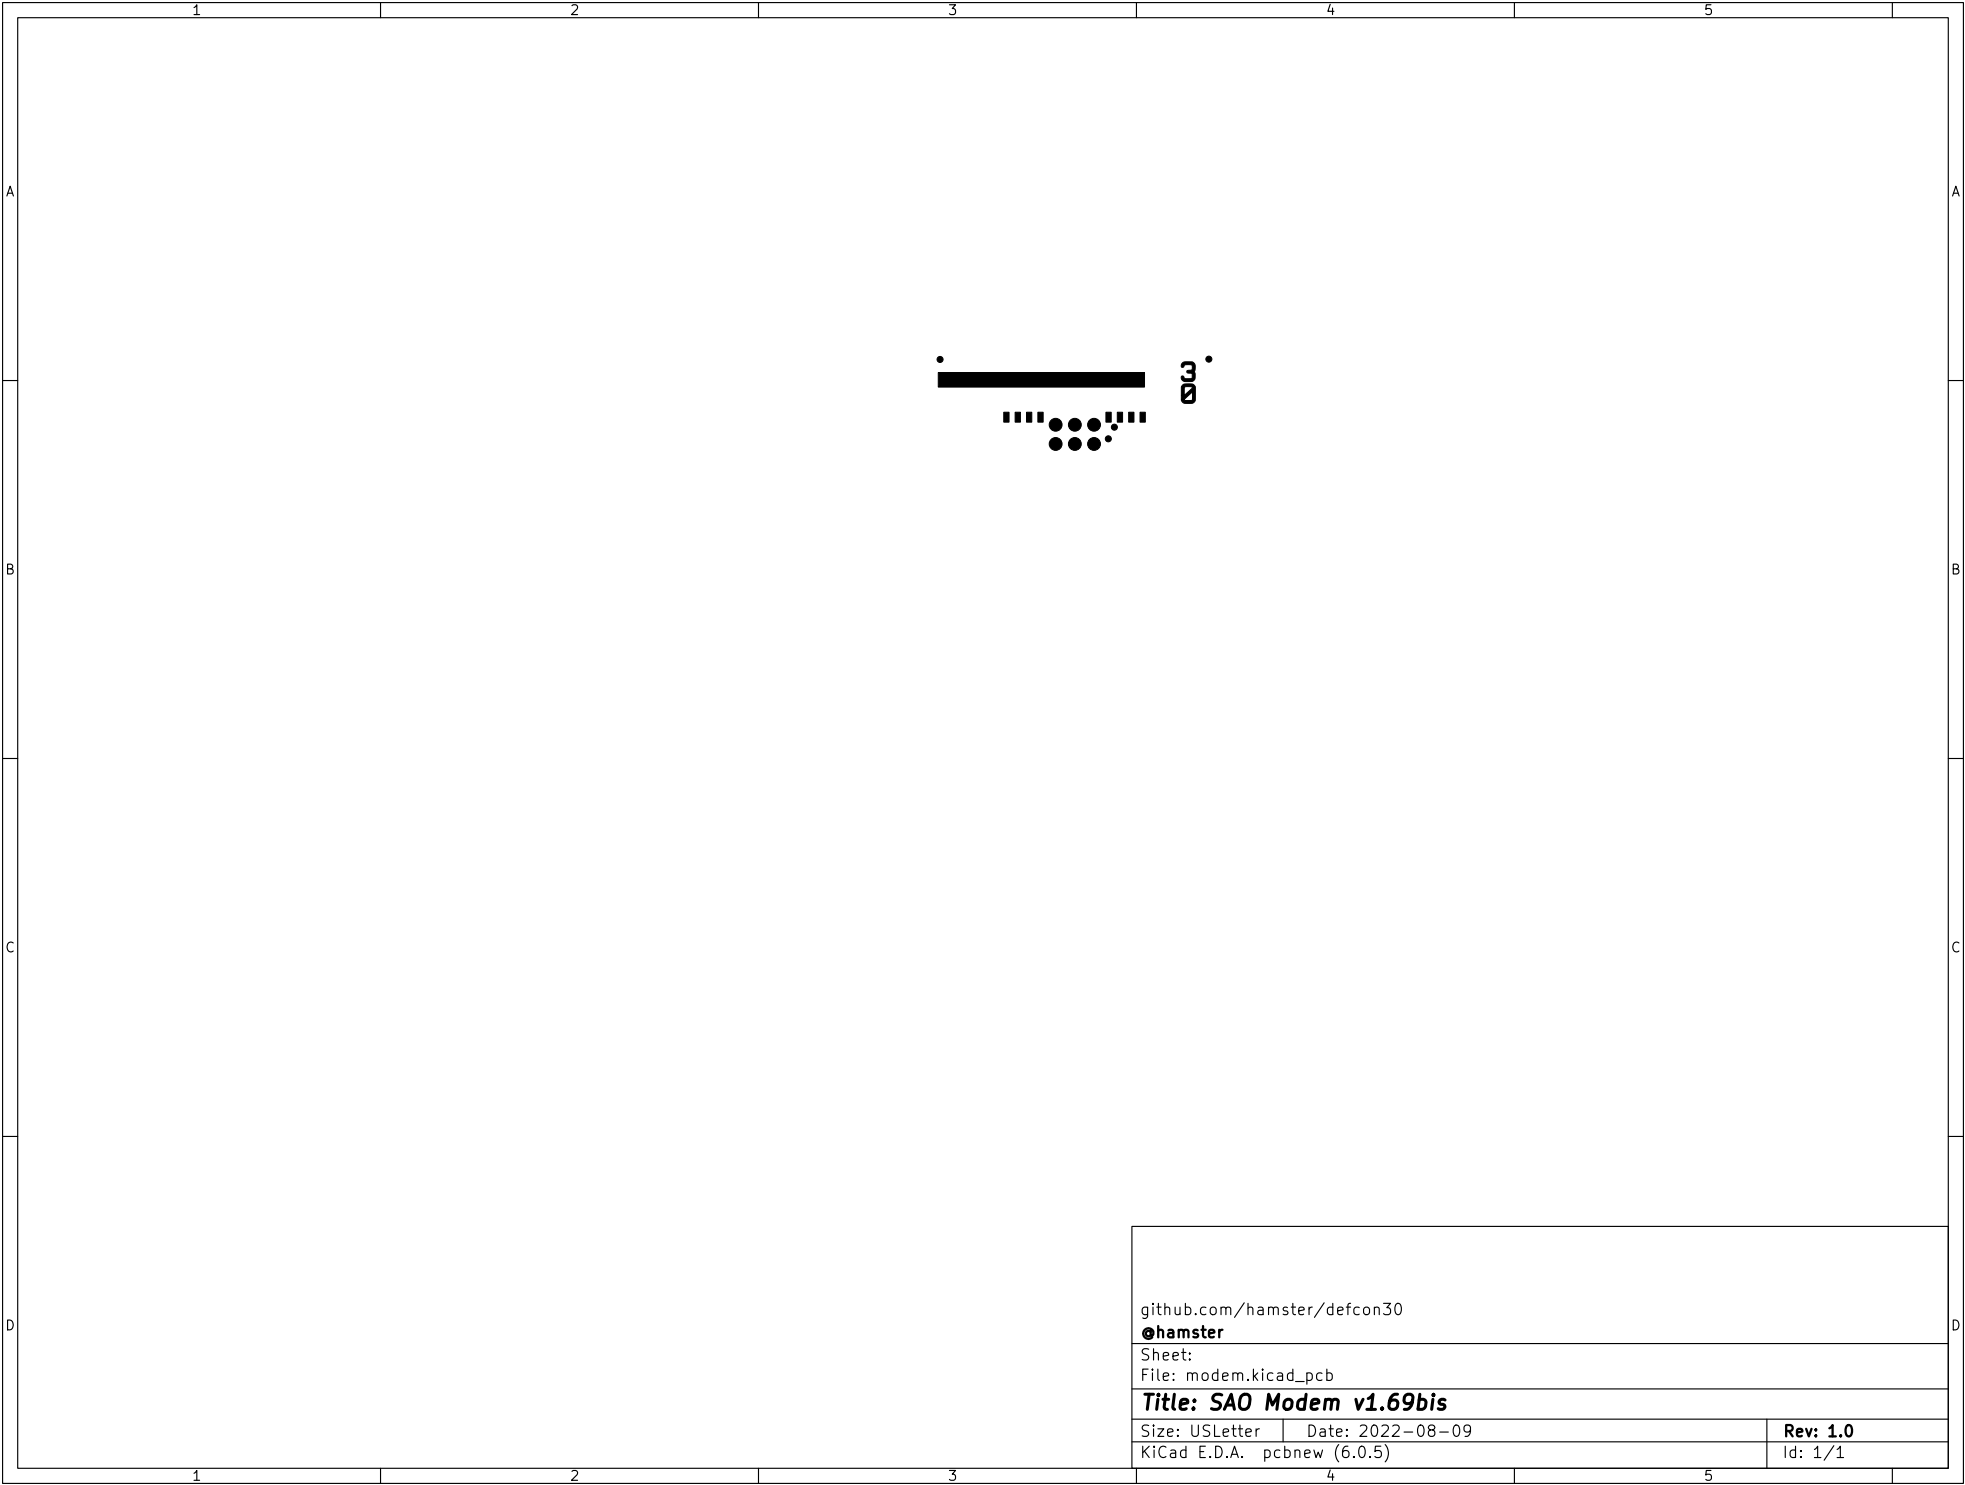 1 2 3 4 5
A A
3
0
B B
C C
github.com/hamster/defcon30
D D
@hamster
Sheet:
File: modem.kicad_pcb
Title: SAO Modem v1.69bis
Size: USLetter Date: 2022-08-09 Rev: 1.0
KiCad E.D.A. pcbnew (6.0.5) Id: 1/1
1 2 3 4 5